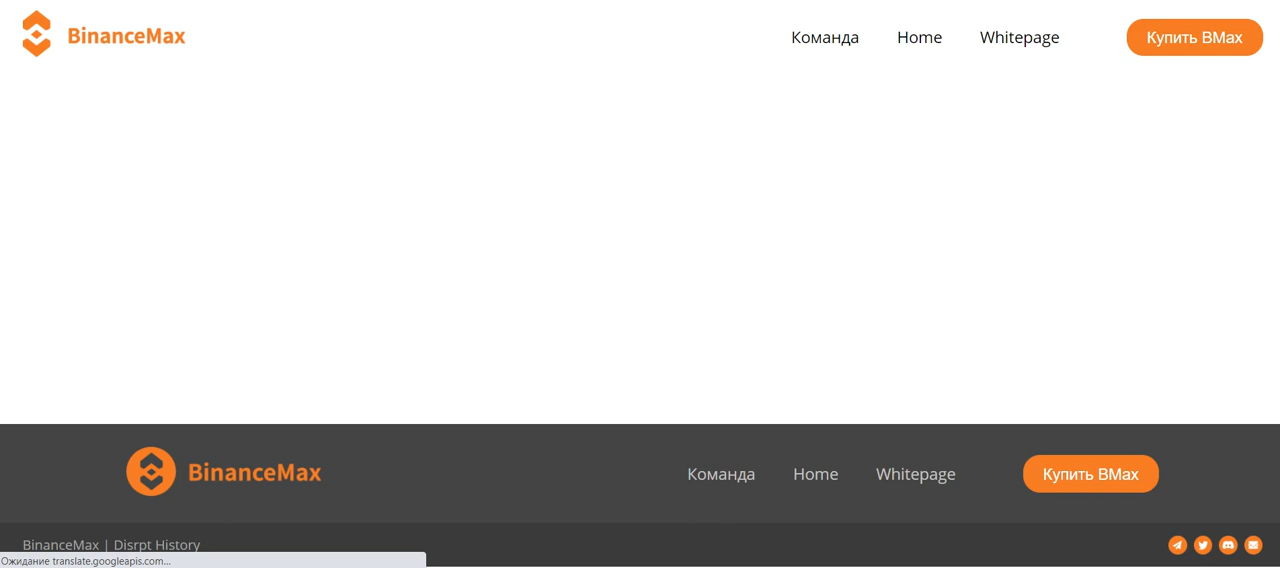 BinanceMax Команда Home Whitepage Купить BMax
BinanceMax Команда Home Whitepage Купить BMax
BinanceMax | Disrpt History
Ожидание translate.googleapis.com...